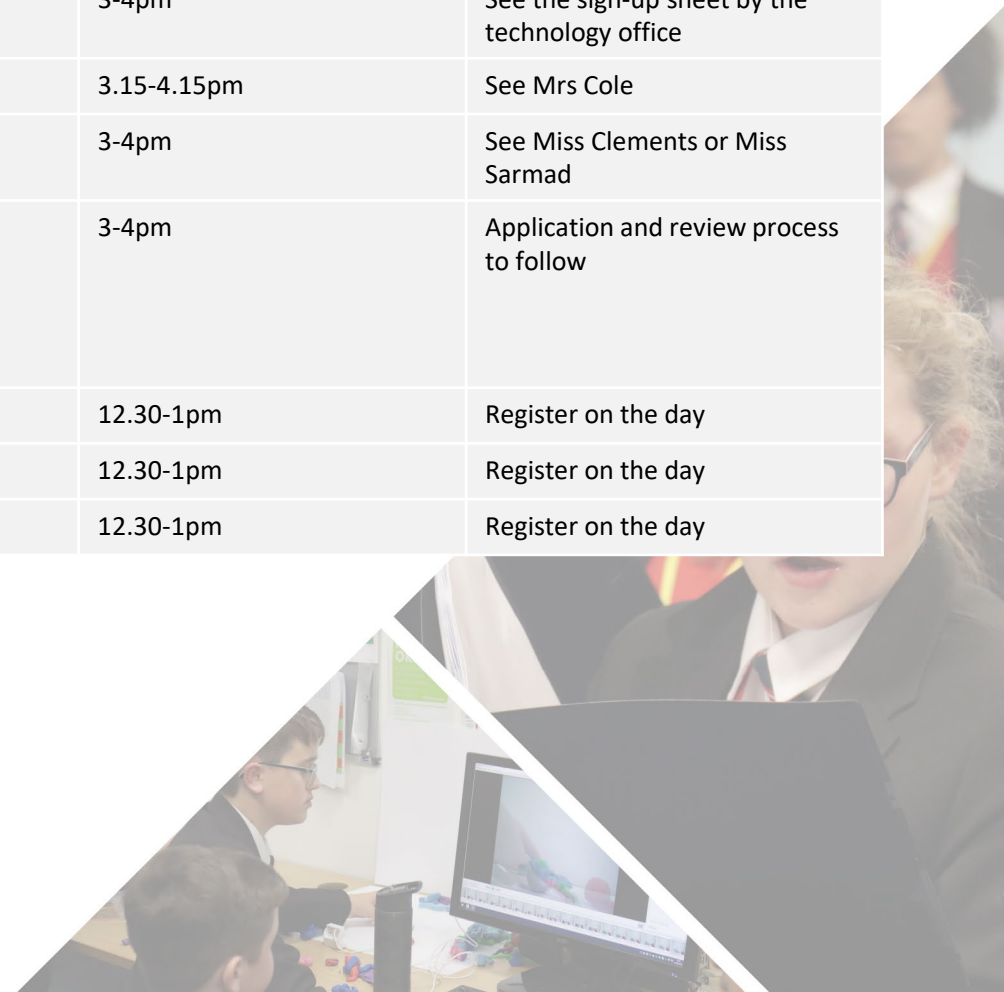 3-4pm See the sign-up sheet by the
technology office
3.15-4.15pm See Mrs Cole
3-4pm See Miss Clements or Miss
Sarmad
3-4pm Application and review process
to follow
12.30-1pm Register on the day
12.30-1pm Register on the day
12.30-1pm Register on the day